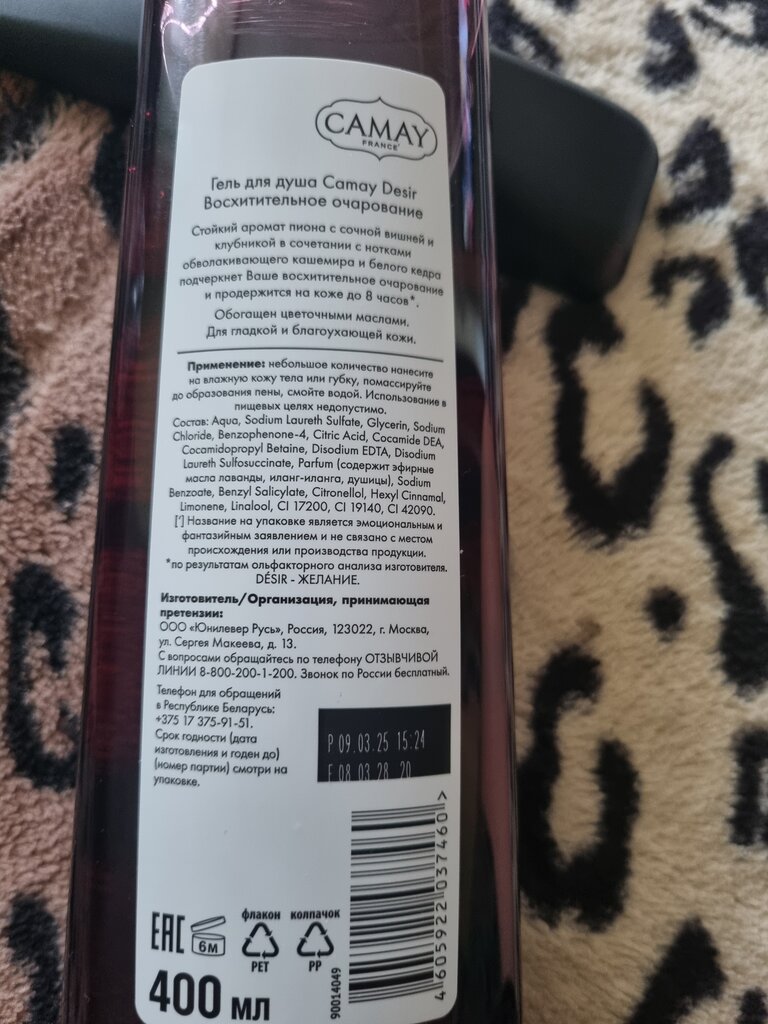 CAMAY
FRANCE
Гель для душа Camay Desir
Восхитительное очарование
Стойкий аромат пиона с сочной вишней и
клубникой в сочетании с нотками
обволакивающего кашемира и белого кедра
подчеркнет Ваше восхитительное очарование
и продержится на коже до 8 часов*.
Обогащен цветочными маслами.
Для гладкой и благоухающей кожи.
Применение: небольшое количество нанесите
на влажную кожу тела или губку, помассируйте
до образования пены, смойте водой. Использование в
пищевых целях недопустимо.
Состав: Aqua, Sodium Laureth Sulfate, Glycerin, Sodium
Chloride, Benzophenone-4, Citric Acid, Cocamide DEA,
Cocamidopropyl Betaine, Disodium EDTA, Disodium
Laureth Sulfosuccinate, Parfum (содержит эфирные
масла лаванды, иланг-иланга, душицы), Sodium
Benzoate, Benzyl Salicylate, Citronellol, Hexyl Cinnamal,
Limonene, Linalool, CI 17200, CI 19140, CI 42090.
[*] Название на упаковке является эмоциональным и
фантазийным заявлением и не связано с местом
происхождения или производства продукции.
*по результатам ольфакторного анализа изготовителя.
DÉSIR - ЖЕЛАНИЕ.
Изготовитель/Организация, принимающая
претензии:
ООО «Юнилевер Русь», Россия, 123022, г. Москва,
ул. Сергея Макеева, д. 13.
С вопросами обращайтесь по телефону ОТЗЫВЧИВОЙ
ЛИНИИ 8-800-200-1-200. Звонок по России бесплатный.
Телефон для обращений
в Республике Беларусь:
+375 17 375-91-51.
Срок годности (дата
изготовления и годен до)
(номер партии) смотри на
упаковке.
P 09.03.25 15:24
E 08.03.28 20
4 605922 037460 >
90014049
EAC
6м
флакон
PET
колпачок
PP
400 мл